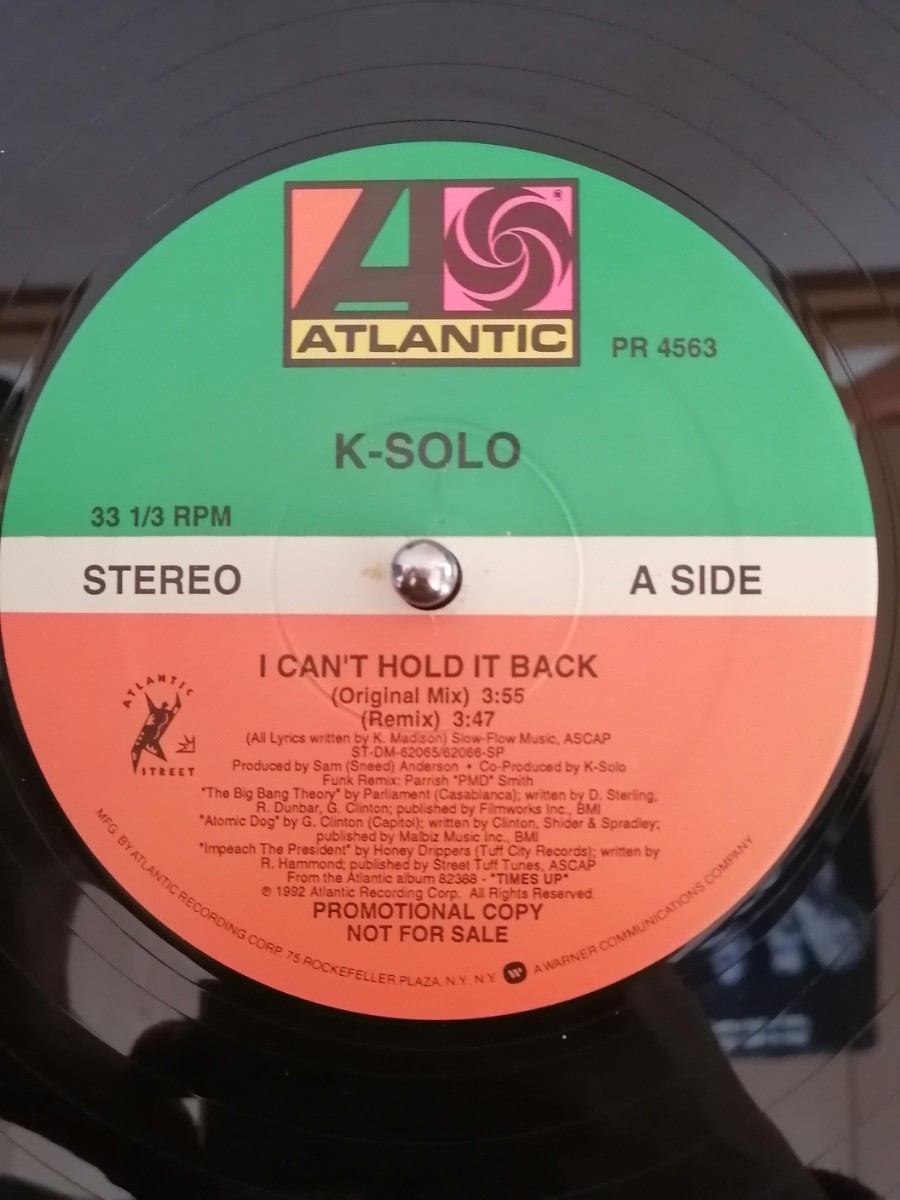 ATLANTIC
®
PR 4563
K-SOLO
33 1/3 RPM
STEREO
A SIDE
I CAN'T HOLD IT BACK
(Original Mix) 3:55
(Remix) 3:47
(All Lyrics written by K. Madison) Slow-Flow Music, ASCAP
ST-DM-62065/62066-SP
Produced by Sam (Sneed) Anderson • Co-Produced by K-Solo
Funk Remix: Parrish "PMD" Smith
"The Big Bang Theory" by Parliament (Casablanca); written by D. Sterling,
R. Dunbar, G. Clinton; published by Filmworks Inc., BMI
"Atomic Dog" by G. Clinton (Capitol); written by Clinton, Shider & Spradley;
published by Malbiz Music Inc., BMI
"Impeach The President" by Honey Drippers (Tuff City Records); written by
R. Hammond; published by Street Tuff Tunes, ASCAP
From the Atlantic album 82388 - "TIMES UP"
℗ 1992 Atlantic Recording Corp. All Rights Reserved.
PROMOTIONAL COPY
NOT FOR SALE
ATLANTIC
STREET
MFG. BY ATLANTIC RECORDING CORP. 75 ROCKEFELLER PLAZA, N.Y. N.Y. A WARNER COMMUNICATIONS COMPANY